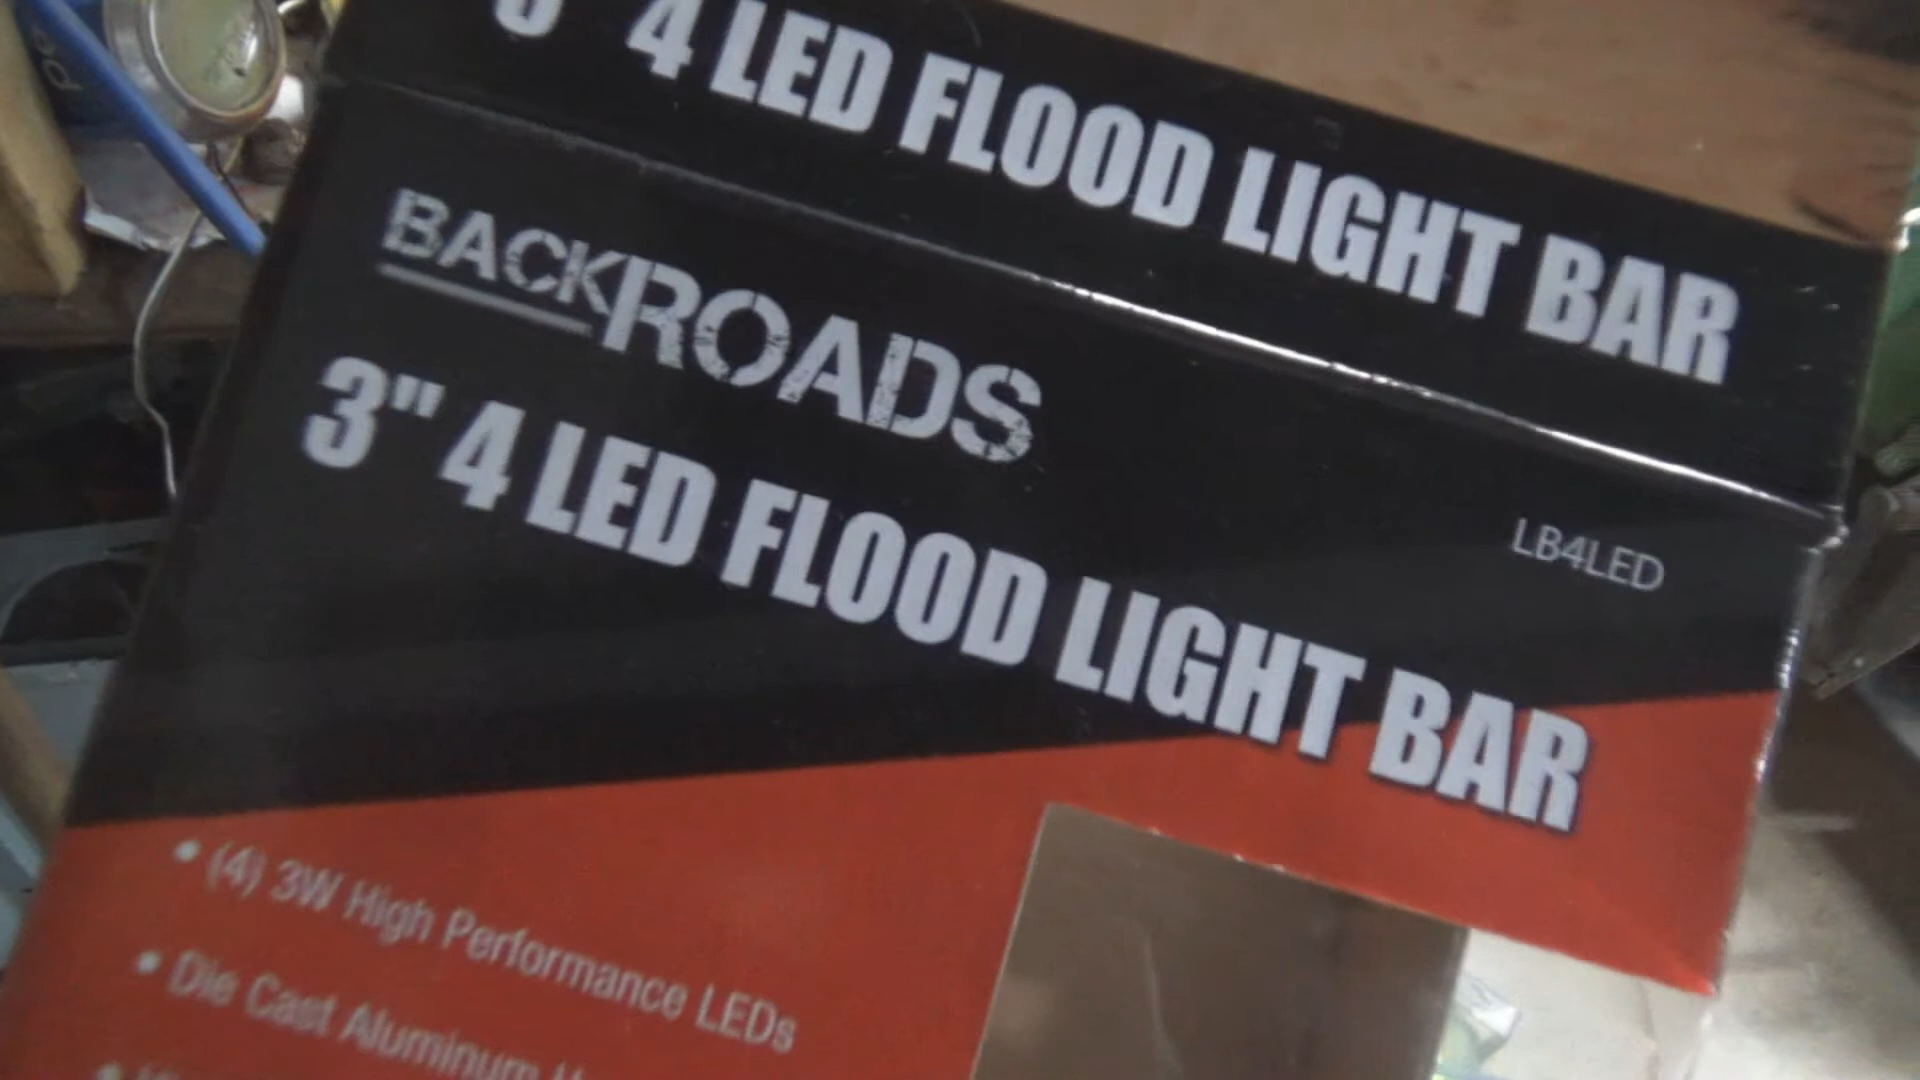 4 LED FLOOD LIGHT BAR
BACKROADS
3" 4 LED FLOOD LIGHT BAR
LB4LED
• (4) 3W High Performance LEDs
• Die Cast Aluminum